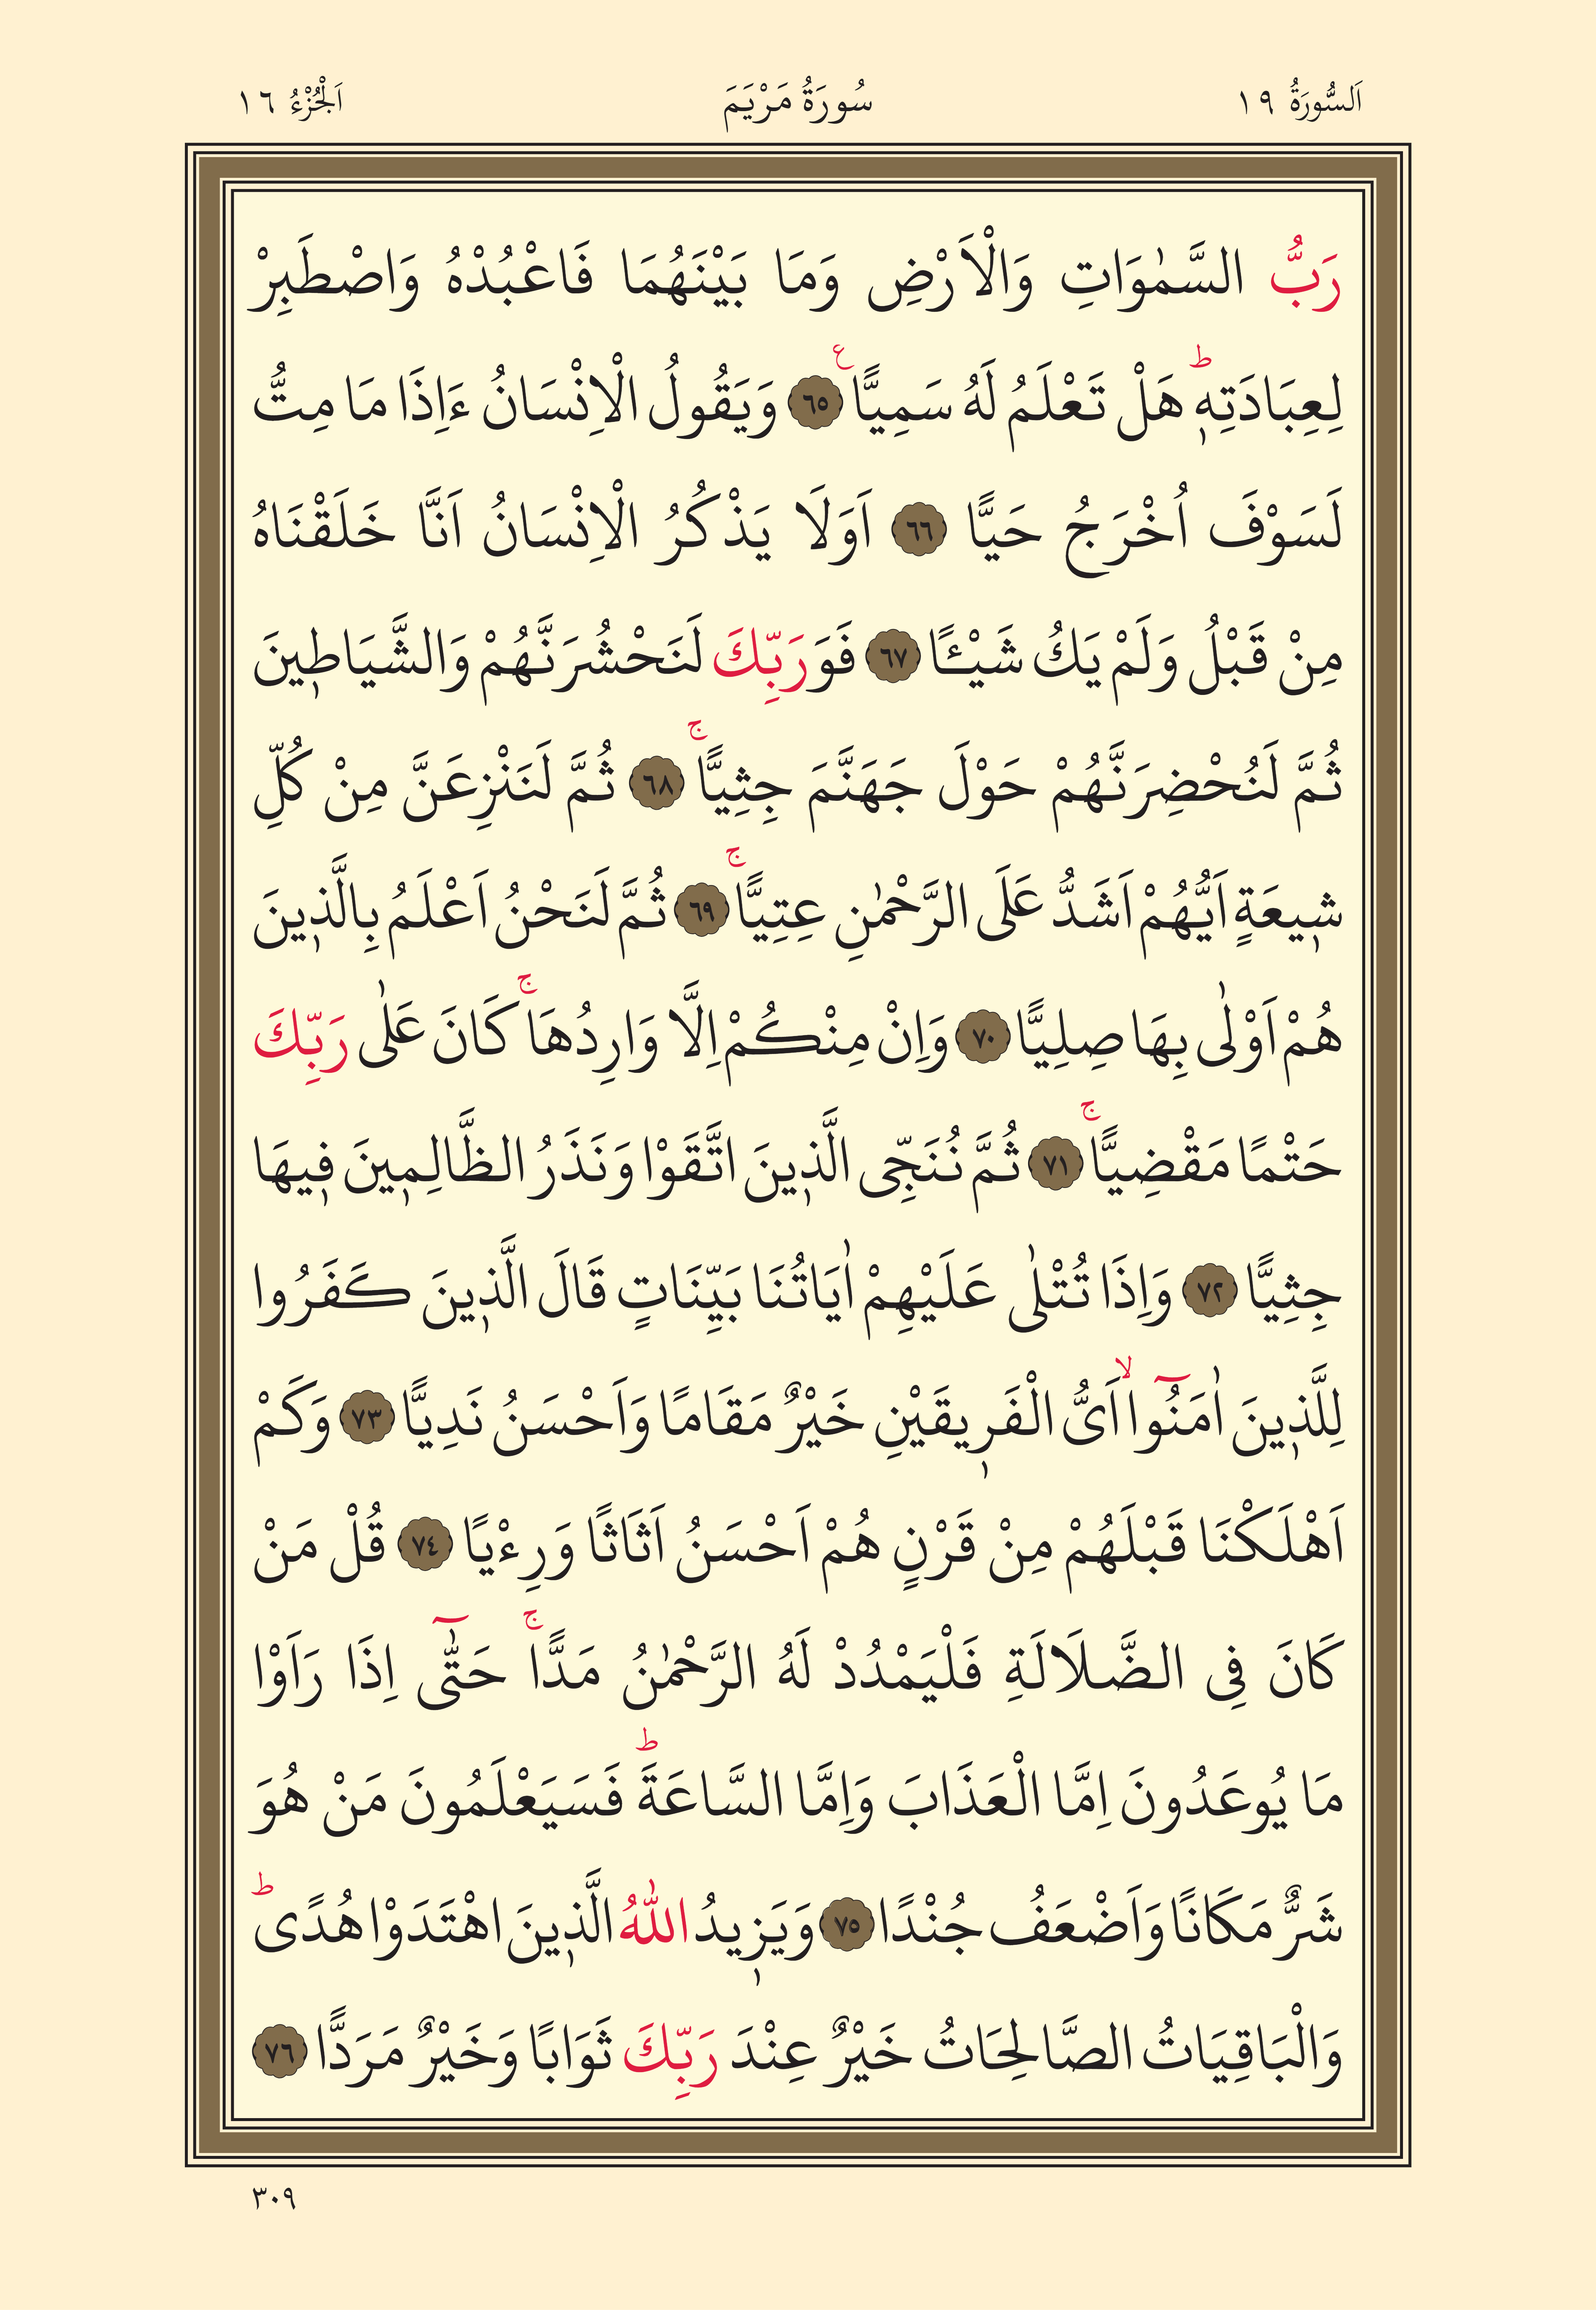 اَلسُّورَةُ ١٩ سُورَةُ مَرْيَمَ اَلْجُزْءُ ١٦
رَبُّ السَّمٰوَاتِ وَالْاَرْضِ وَمَا بَيْنَهُمَا فَاعْبُدْهُ وَاصْطَبِرْ
لِعِبَادَتِهٖؕ هَلْ تَعْلَمُ لَهُ سَمِيًّاࣖ ﴿٦٥﴾ وَيَقُولُ الْاِنْسَانُ ءَاِذَا مَا مِتُّ
لَسَوْفَ اُخْرَجُ حَيًّا ﴿٦٦﴾ اَوَلَا يَذْكُرُ الْاِنْسَانُ اَنَّا خَلَقْنَاهُ
مِنْ قَبْلُ وَلَمْ يَكُ شَيْـًٔا ﴿٦٧﴾ فَوَرَبِّكَ لَنَحْشُرَنَّهُمْ وَالشَّيَاطٖينَ
ثُمَّ لَنُحْضِرَنَّهُمْ حَوْلَ جَهَنَّمَ جِثِيًّاۚ ﴿٦٨﴾ ثُمَّ لَنَنْزِعَنَّ مِنْ كُلِّ
شٖيعَةٍ اَيُّهُمْ اَشَدُّ عَلَى الرَّحْمٰنِ عِتِيًّاۚ ﴿٦٩﴾ ثُمَّ لَنَحْنُ اَعْلَمُ بِالَّذٖينَ
هُمْ اَوْلٰى بِهَا صِلِيًّا ﴿٧٠﴾ وَاِنْ مِنْكُمْ اِلَّا وَارِدُهَاۚ كَانَ عَلٰى رَبِّكَ
حَتْمًا مَقْضِيًّاۚ ﴿٧١﴾ ثُمَّ نُنَجِّى الَّذٖينَ اتَّقَوْا وَنَذَرُ الظَّالِمٖينَ فٖيهَا
جِثِيًّا ﴿٧٢﴾ وَاِذَا تُتْلٰى عَلَيْهِمْ اٰيَاتُنَا بَيِّنَاتٍ قَالَ الَّذٖينَ كَفَرُوا
لِلَّذٖينَ اٰمَنُٓواۙ اَىُّ الْفَرٖيقَيْنِ خَيْرٌ مَقَامًا وَاَحْسَنُ نَدِيًّا ﴿٧٣﴾ وَكَمْ
اَهْلَكْنَا قَبْلَهُمْ مِنْ قَرْنٍ هُمْ اَحْسَنُ اَثَاثًا وَرِءْيًا ﴿٧٤﴾ قُلْ مَنْ
كَانَ فِى الضَّلَالَةِ فَلْيَمْدُدْ لَهُ الرَّحْمٰنُ مَدًّاۚ حَتّٰٓى اِذَا رَاَوْا
مَا يُوعَدُونَ اِمَّا الْعَذَابَ وَاِمَّا السَّاعَةَؕ فَسَيَعْلَمُونَ مَنْ هُوَ
شَرٌّ مَكَانًا وَاَضْعَفُ جُنْدًا ﴿٧٥﴾ وَيَزٖيدُ اللّٰهُ الَّذٖينَ اهْتَدَوْا هُدًىؕ
وَالْبَاقِيَاتُ الصَّالِحَاتُ خَيْرٌ عِنْدَ رَبِّكَ ثَوَابًا وَخَيْرٌ مَرَدًّا ﴿٧٦﴾
٣٠٩